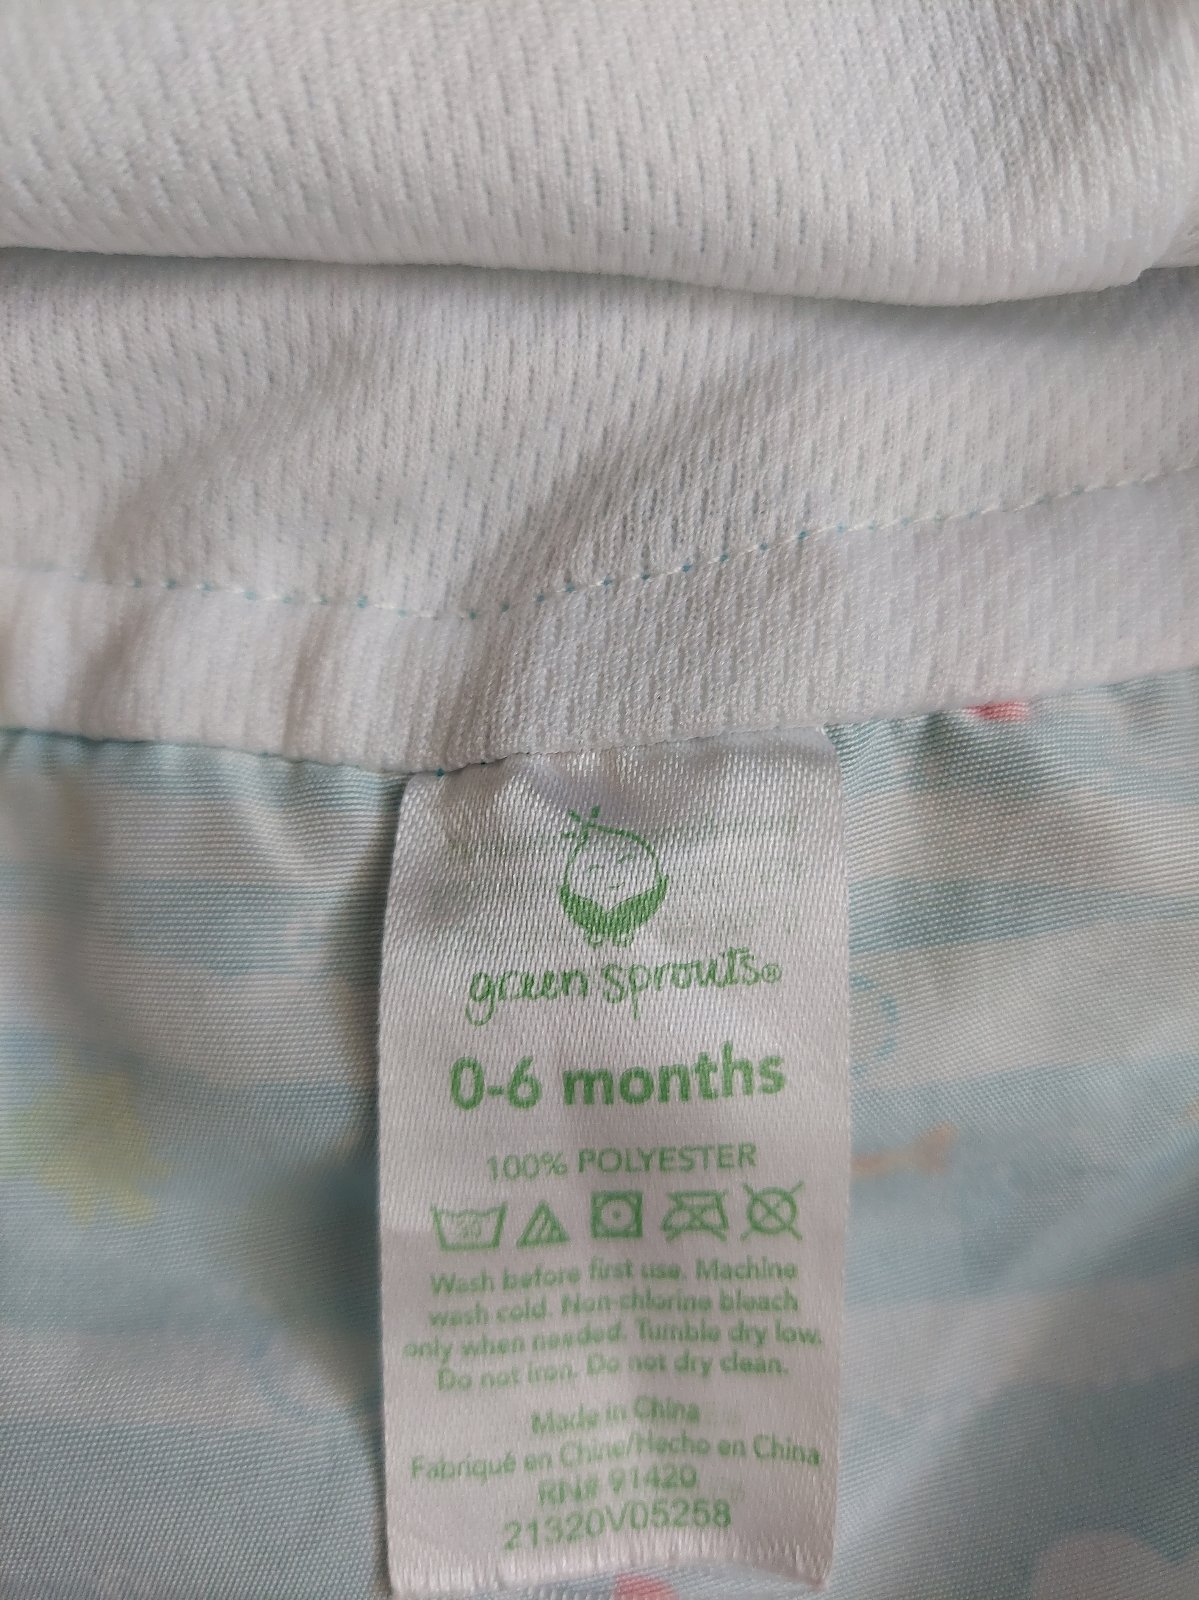 green sprouts®
0-6 months
100% POLYESTER
30
Wash before first use. Machine
wash cold. Non-chlorine bleach
only when needed. Tumble dry low.
Do not iron. Do not dry clean.
Made in China
Fabriqué en Chine/Hecho en China
RN# 91420
21320V05258